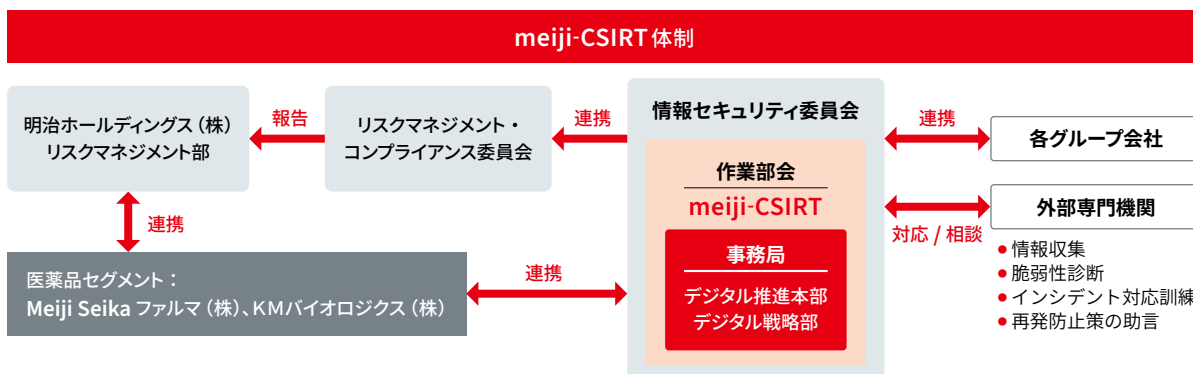 meiji-CSIRT 体制
明治ホールディングス(株)
リスクマネジメント部
報告
リスクマネジメント・
コンプライアンス委員会
連携
情報セキュリティ委員会
作業部会
meiji-CSIRT
事務局
デジタル推進本部
デジタル戦略部
連携
各グループ会社
対応 / 相談
外部専門機関
●情報収集
●脆弱性診断
●インシデント対応訓練
●再発防止策の助言
連携
医薬品セグメント:
Meiji Seika ファルマ(株)、KMバイオロジクス(株)
連携